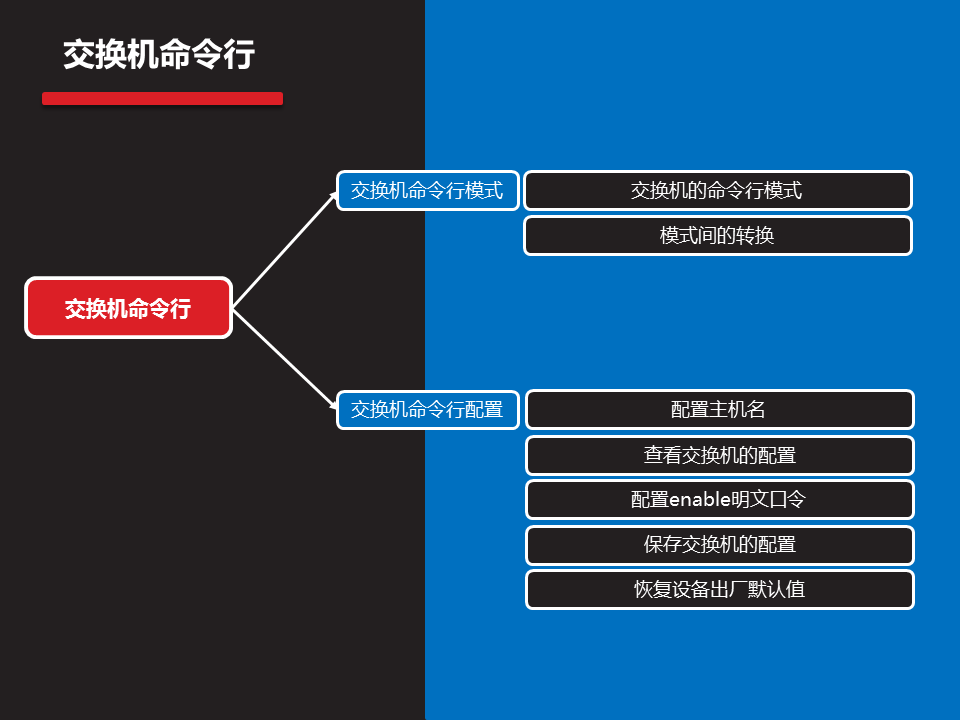 交换机命令行
交换机命令行模式
交换机的命令行模式
模式间的转换
交换机命令行
交换机命令行配置
配置主机名
查看交换机的配置
配置enable明文口令
保存交换机的配置
恢复设备出厂默认值